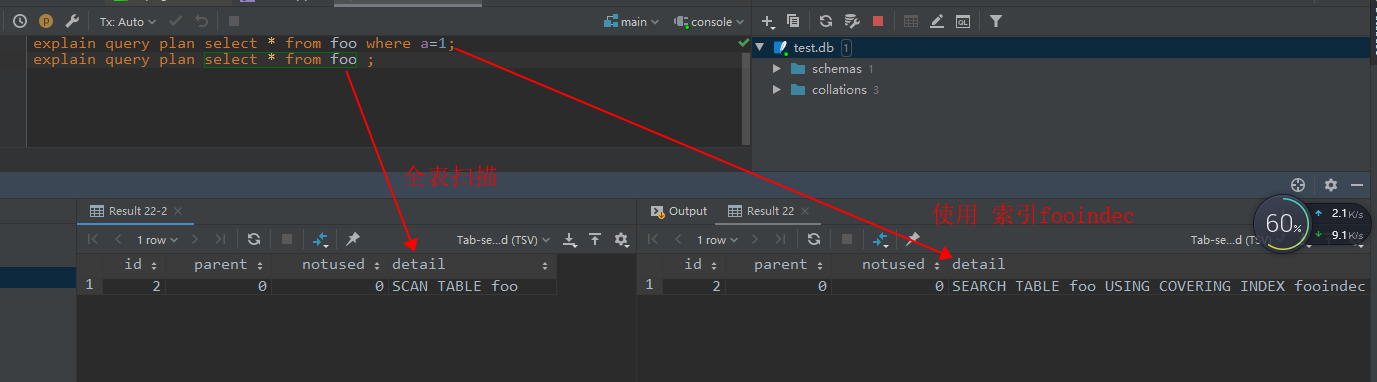 Tx: Auto
main
console
explain query plan select * from foo where a=1;
explain query plan select * from foo ;
test.db 1
schemas 1
collations 3
全表扫描
使用 索引fooindec
Result 22-2
Output
Result 22
1 row
Tab-se...d (TSV)
1 row
Tab-se...d (TSV)
60%
2.1K/s
9.1K/s
id parent notused detail
1 2 0 0 SCAN TABLE foo
id parent notused detail
1 2 0 0 SEARCH TABLE foo USING COVERING INDEX fooindec